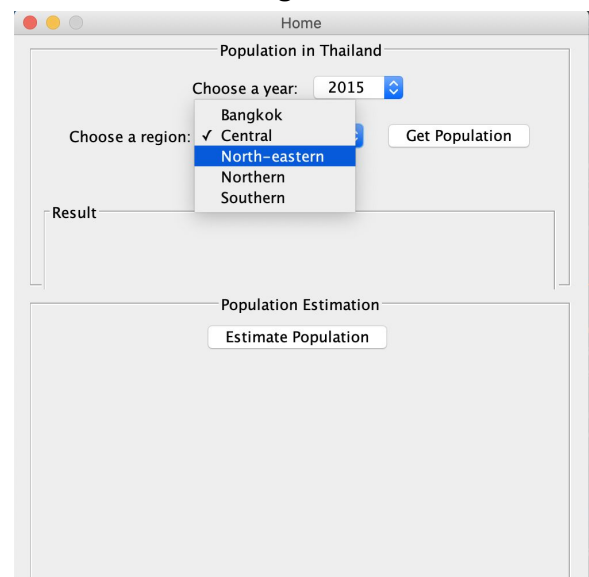 Home
Population in Thailand
Choose a year: 2015
Bangkok
Choose a region: ✓ Central Get Population
North-eastern
Northern
Southern
Result
Population Estimation
Estimate Population